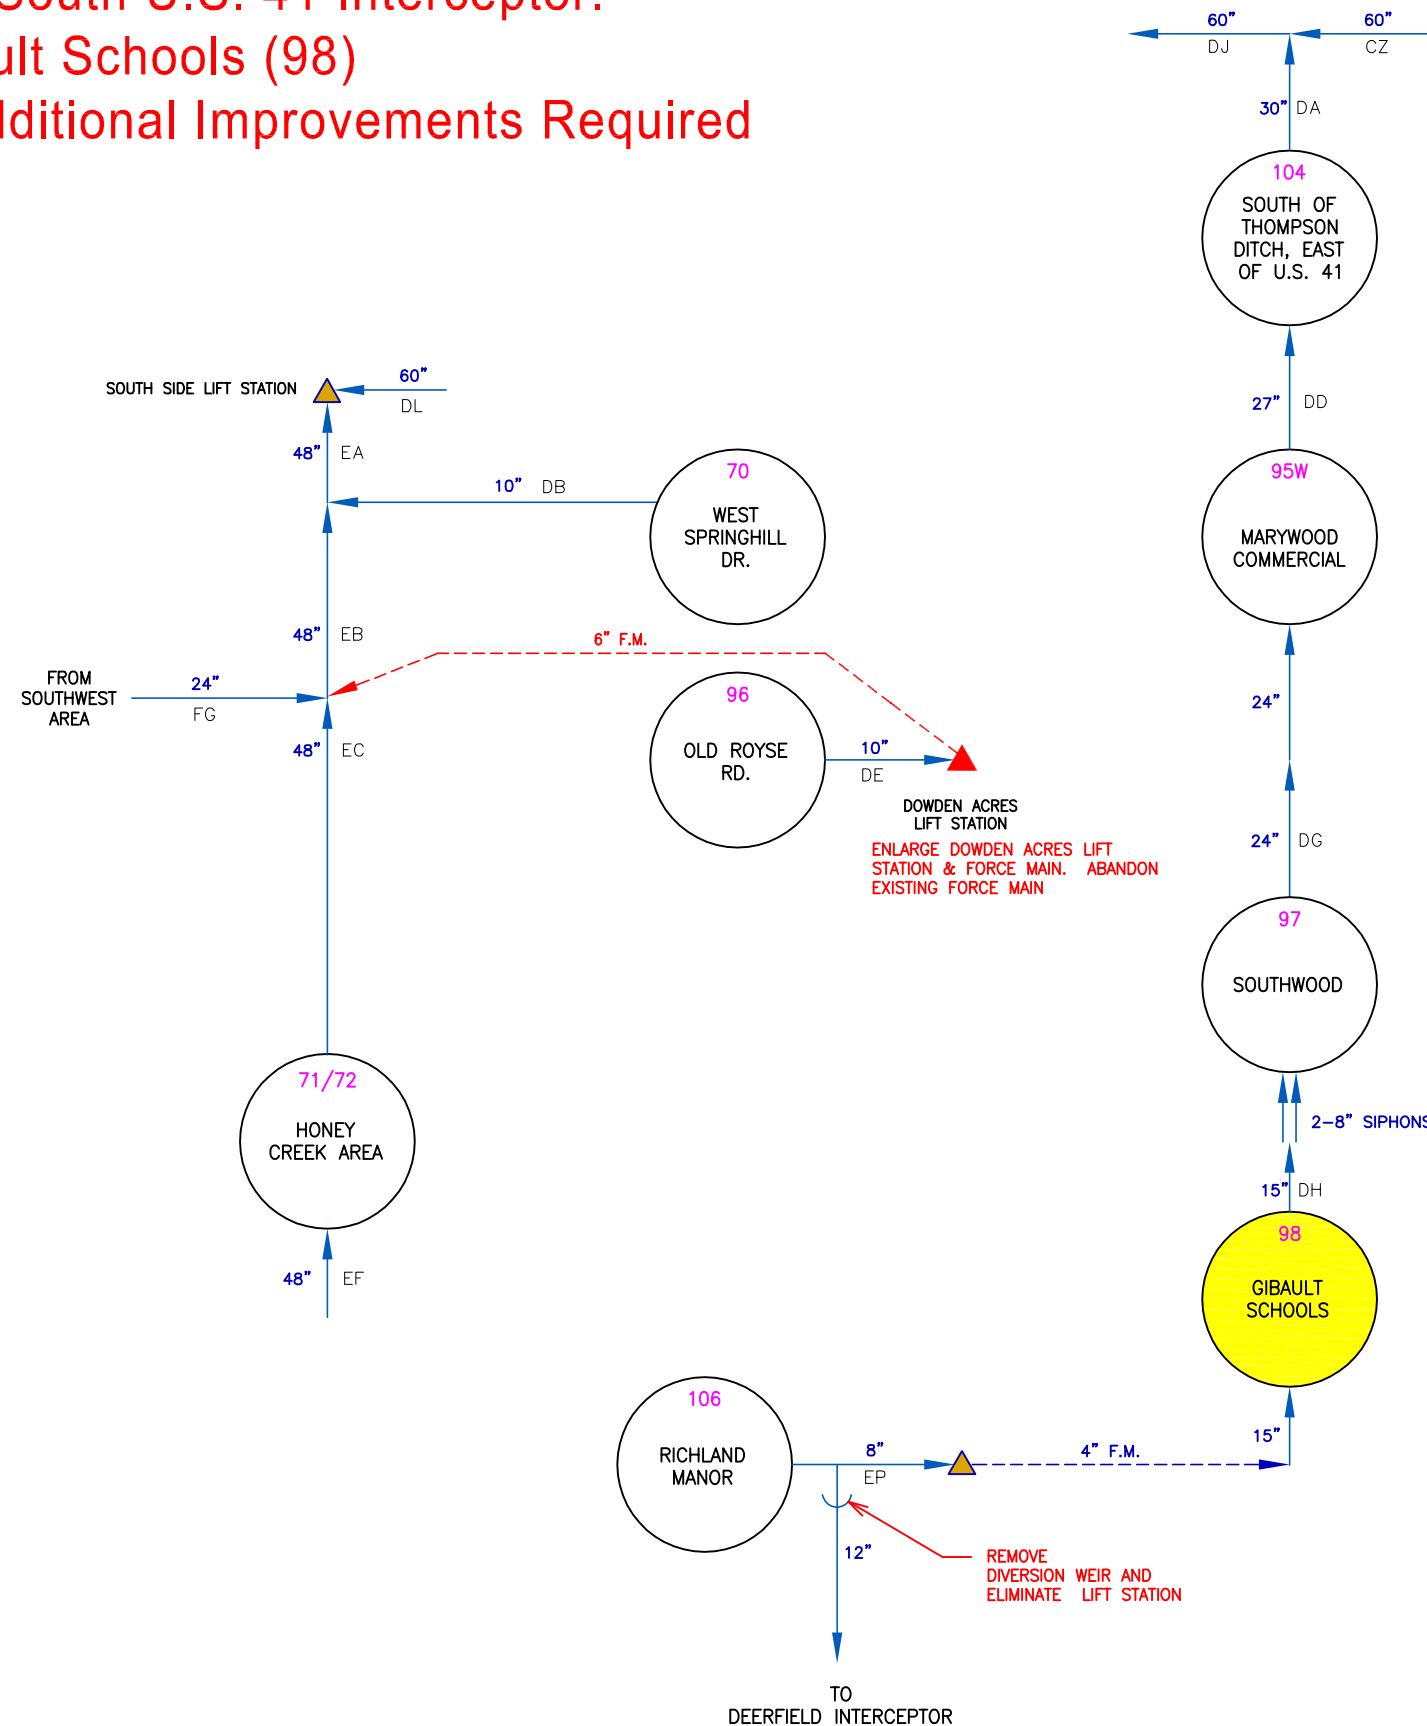 South U.S. 41 Interceptor:
ult Schools (98)
dditional Improvements Required
60"
DJ
60"
CZ
30" DA
104
SOUTH OF
THOMPSON
DITCH, EAST
OF U.S. 41
27" DD
95W
MARYWOOD
COMMERCIAL
24"
24" DG
97
SOUTHWOOD
2-8" SIPHONS
15" DH
98
GIBAULT
SCHOOLS
15"
SOUTH SIDE LIFT STATION
60"
DL
48" EA
10" DB
70
WEST
SPRINGHILL
DR.
48" EB
6" F.M.
FROM
SOUTHWEST
AREA
24"
FG
48" EC
96
OLD ROYSE
RD.
10"
DE
DOWDEN ACRES
LIFT STATION
ENLARGE DOWDEN ACRES LIFT
STATION & FORCE MAIN. ABANDON
EXISTING FORCE MAIN
71/72
HONEY
CREEK AREA
48" EF
106
RICHLAND
MANOR
8"
EP
4" F.M.
12"
REMOVE
DIVERSION WEIR AND
ELIMINATE LIFT STATION
TO
DEERFIELD INTERCEPTOR